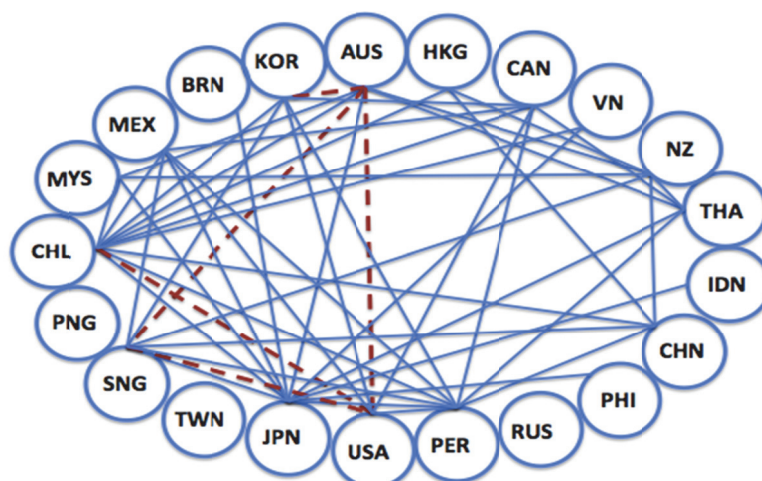 AUS
HKG
CAN
VN
NZ
THA
IDN
CHN
PHI
RUS
PER
USA
JPN
TWN
SNG
PNG
CHL
MYS
MEX
BRN
KOR